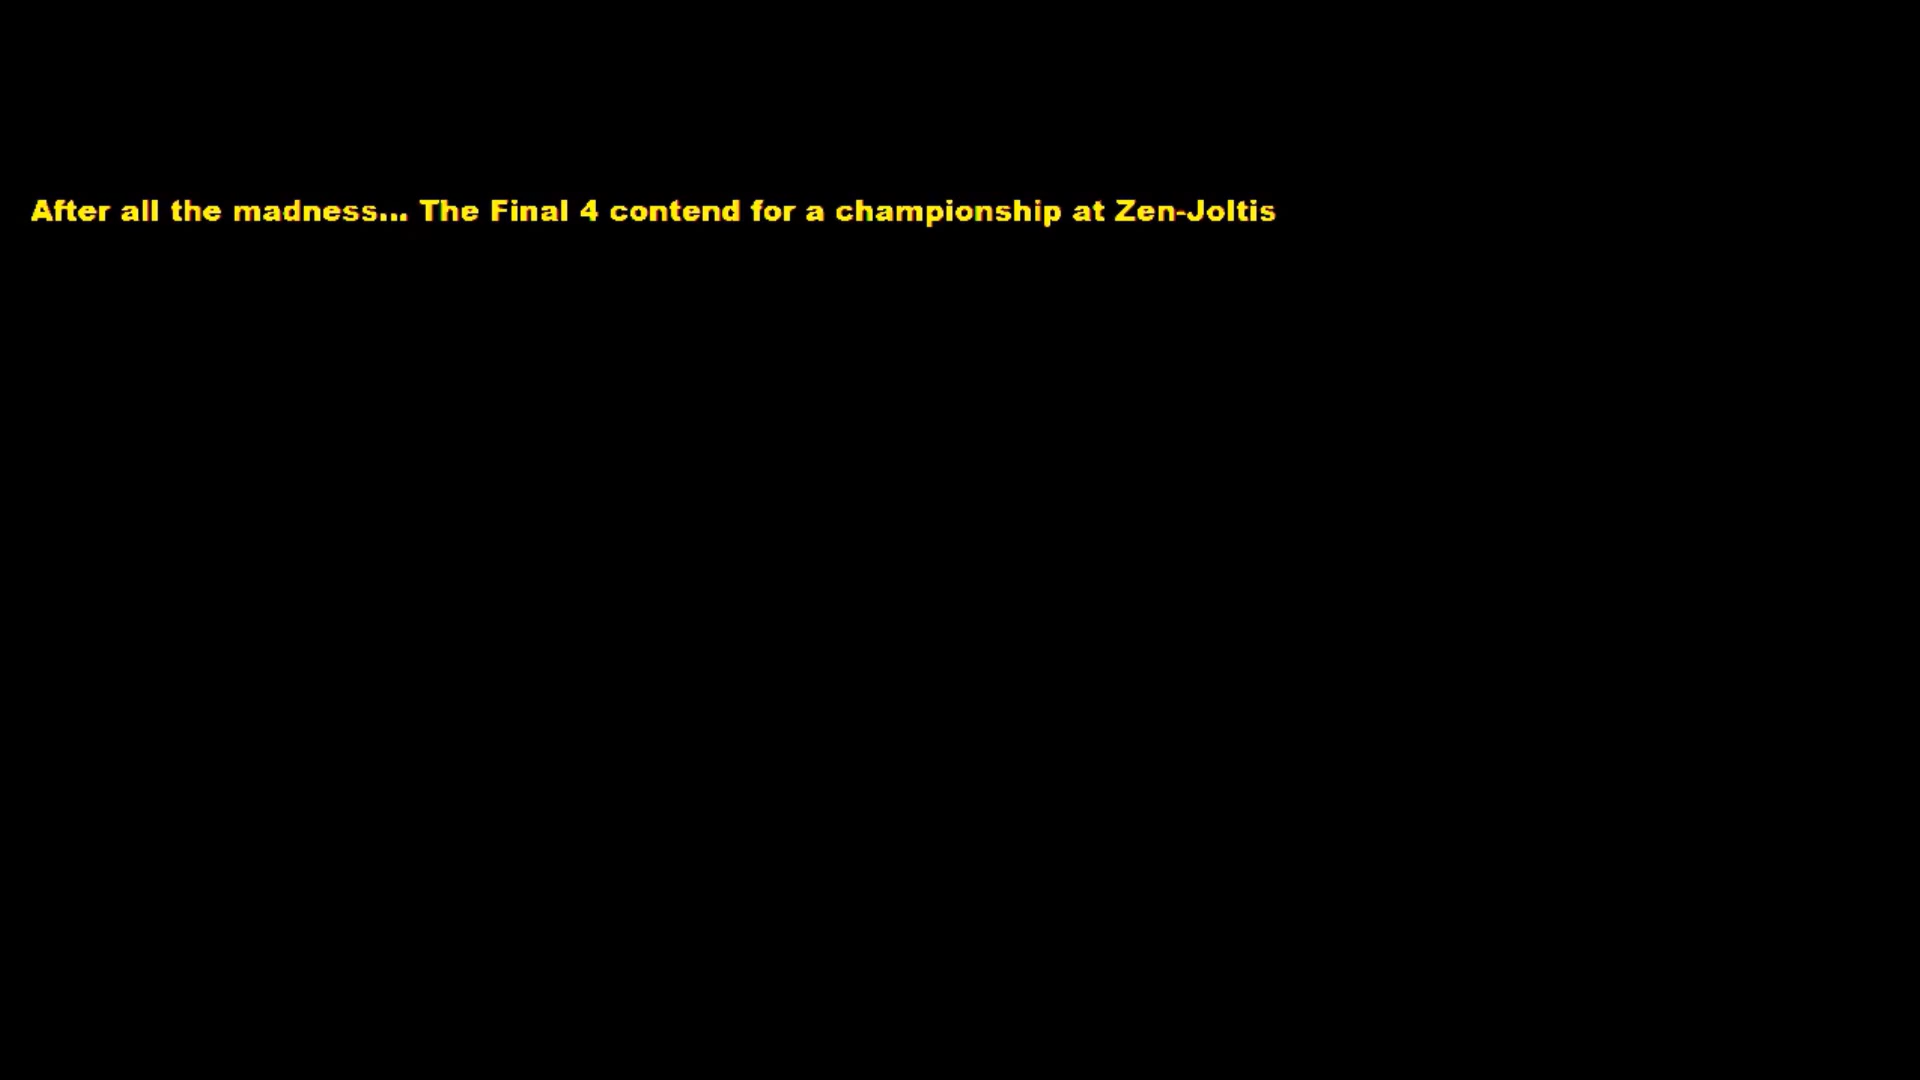 After all the madness... The Final 4 contend for a championship at Zen-Joltis